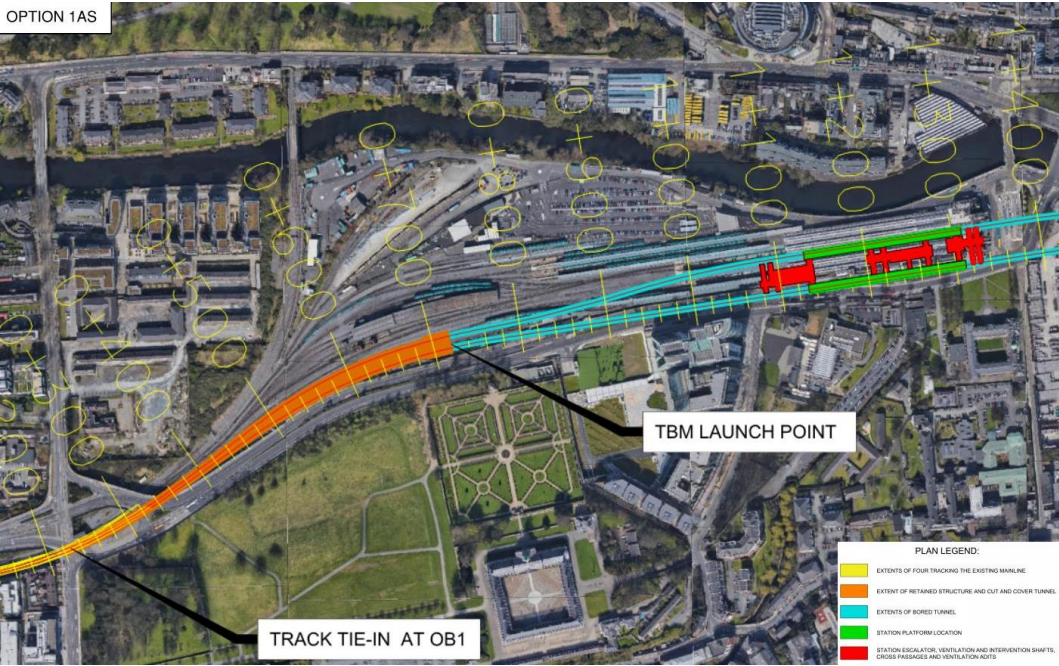 OPTION 1AS
TBM LAUNCH POINT
TRACK TIE-IN AT OB1
PLAN LEGEND:
EXTENTS OF FOUR TRACKING THE EXISTING MAINLINE
EXTENT OF RETAINED STRUCTURE AND CUT AND COVER TUNNEL
EXTENTS OF BORED TUNNEL
STATION PLATFORM LOCATION
STATION ESCALATOR, VENTILATION AND INTERVENTION SHAFTS,
CROSS PASSAGES AND VENTILATION ADITS